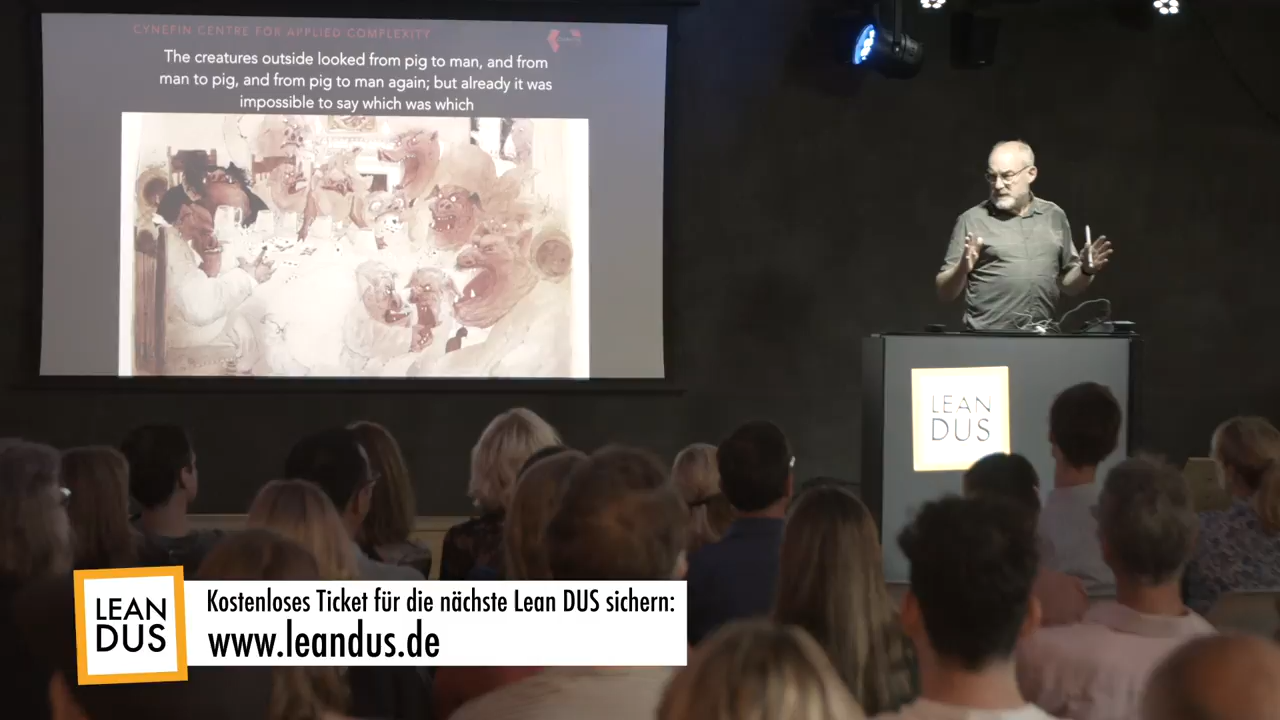 CYNEFIN CENTRE FOR APPLIED COMPLEXITY
The creatures outside looked from pig to man, and from
man to pig, and from pig to man again; but already it was
impossible to say which was which
LEAN
DUS
LEAN
DUS
Kostenloses Ticket für die nächste Lean DUS sichern:
www.leandus.de